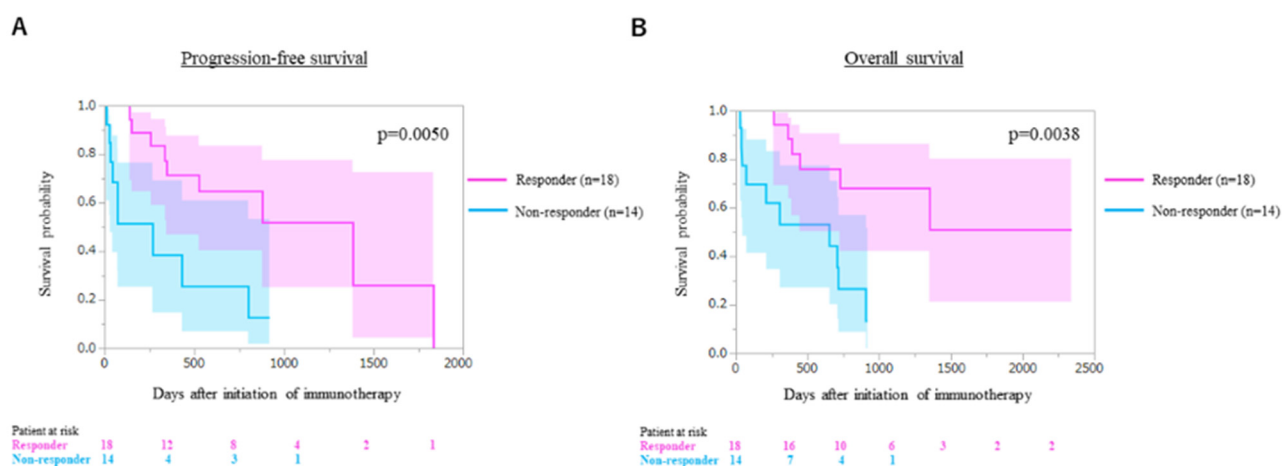 A
Progression-free survival
p=0.0050
Responder (n=18)
Non-responder (n=14)
Survival probability
1.0
0.8
0.6
0.4
0.2
0.0
0 500 1000 1500 2000
Days after initiation of immunotherapy
Patient at risk
Responder 18 12 8 4 2 1
Non-responder 14 4 3 1
B
Overall survival
p=0.0038
Responder (n=18)
Non-responder (n=14)
Survival probability
1.0
0.8
0.6
0.4
0.2
0.0
0 500 1000 1500 2000 2500
Days after initiation of immunotherapy
Patient at risk
Responder 18 16 10 6 3 2 2
Non-responder 14 7 4 1